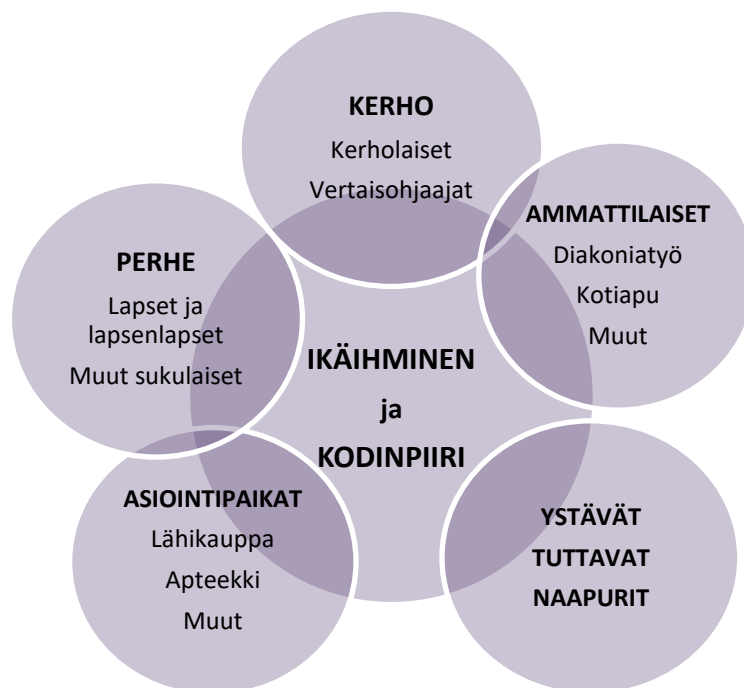 KERHO
Kerholaiset
Vertaisohjaajat
AMMATTILAISET
Diakoniatyö
Kotiapu
Muut
PERHE
Lapset ja
lapsenlapset
Muut sukulaiset
IKÄIHMINEN
ja
KODINPIIRI
ASIOINTIPAIKAT
Lähikauppa
Apteekki
Muut
YSTÄVÄT
TUTTAVAT
NAAPURIT